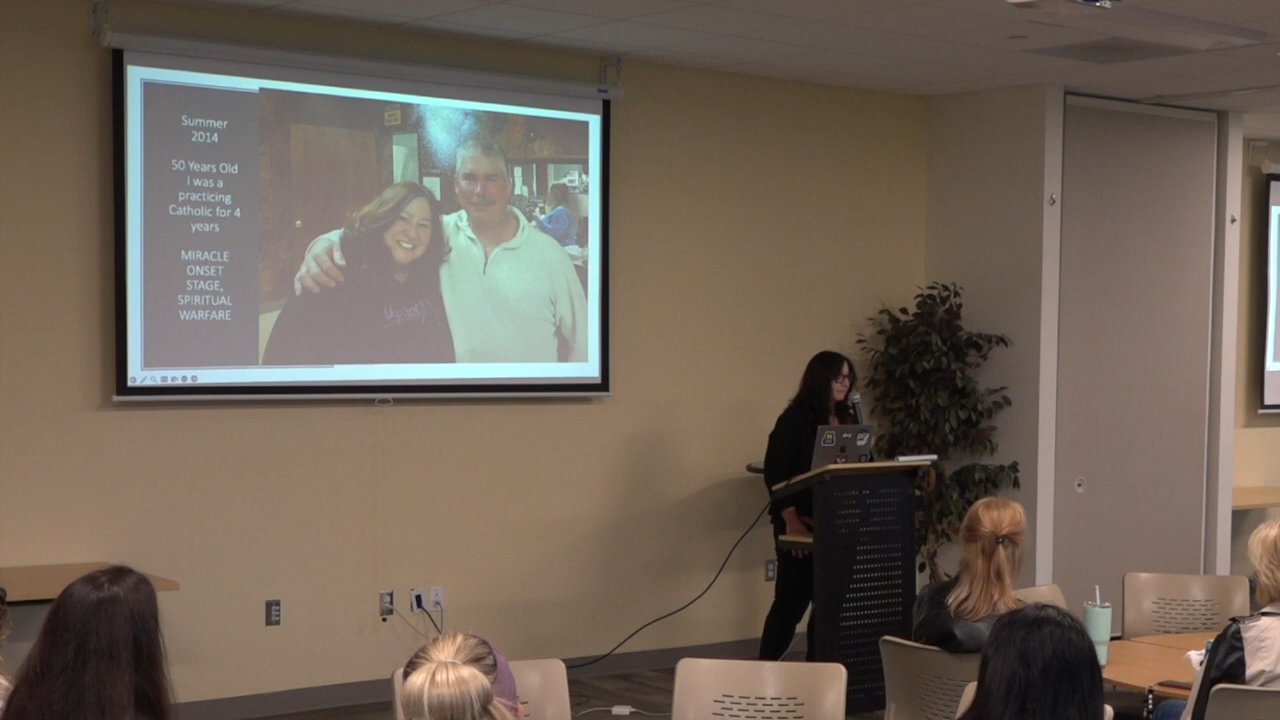 Summer
2014
50 Years Old
I was a
practicing
Catholic for 4
years
MIRACLE
ONSET
STAGE,
SPIRITUAL
WARFARE